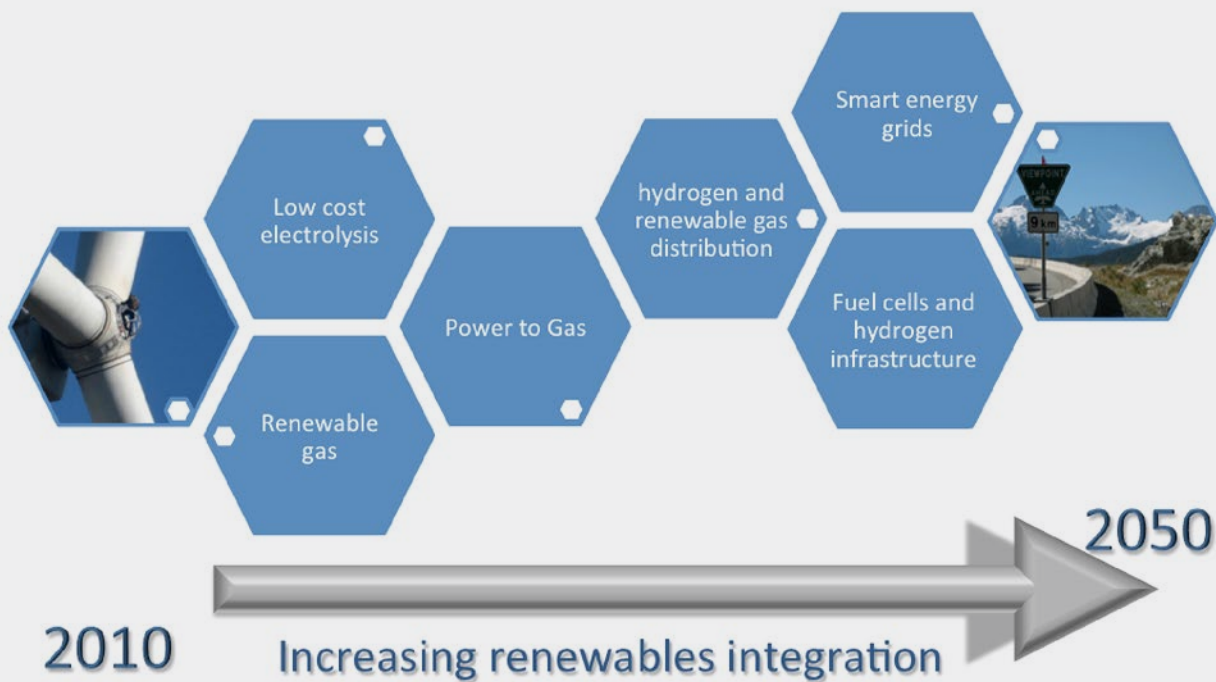 Smart energy
grids
Low cost
electrolysis
hydrogen and
renewable gas
distribution
VIEWPOINT
9 km
Power to Gas
Fuel cells and
hydrogen
infrastructure
Renewable
gas
2050
2010
Increasing renewables integration